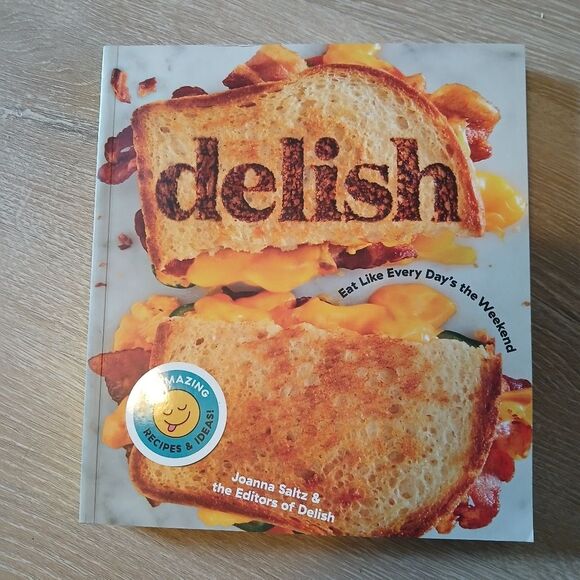 delish
Eat Like Every Day's the Weekend
AMAZING
RECIPES & IDEAS!
Joanna Saltz &
the Editors of Delish